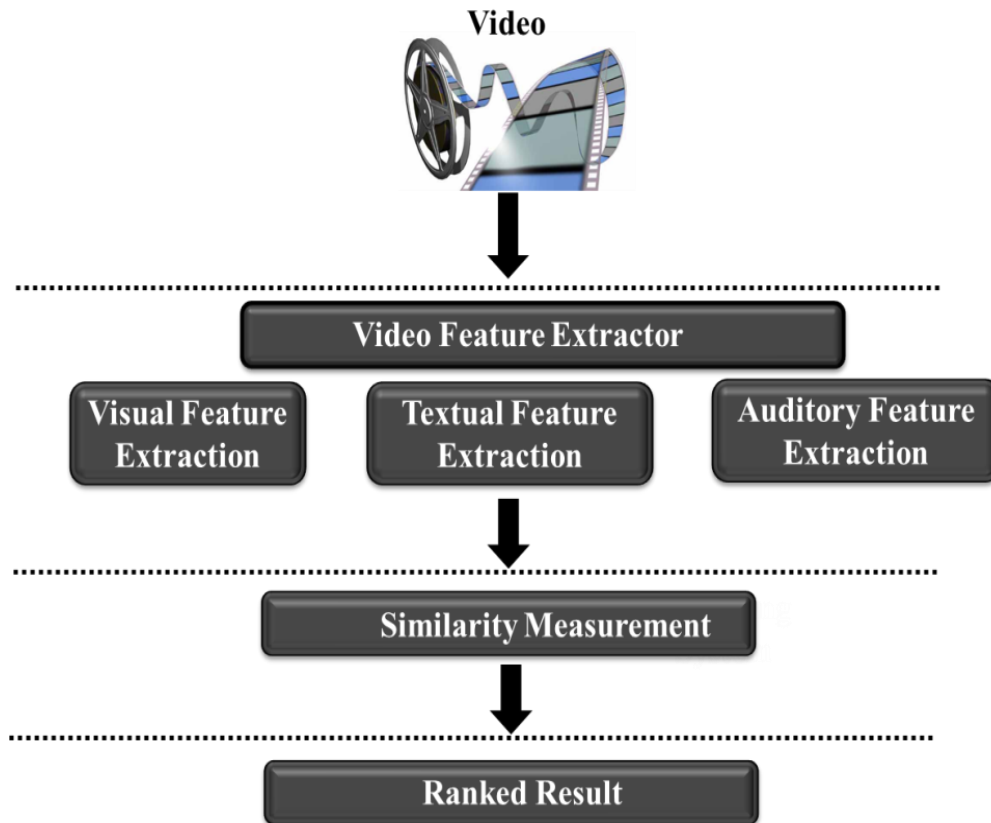 Video
Video Feature Extractor
Visual Feature
Extraction
Textual Feature
Extraction
Auditory Feature
Extraction
Similarity Measurement
Ranked Result